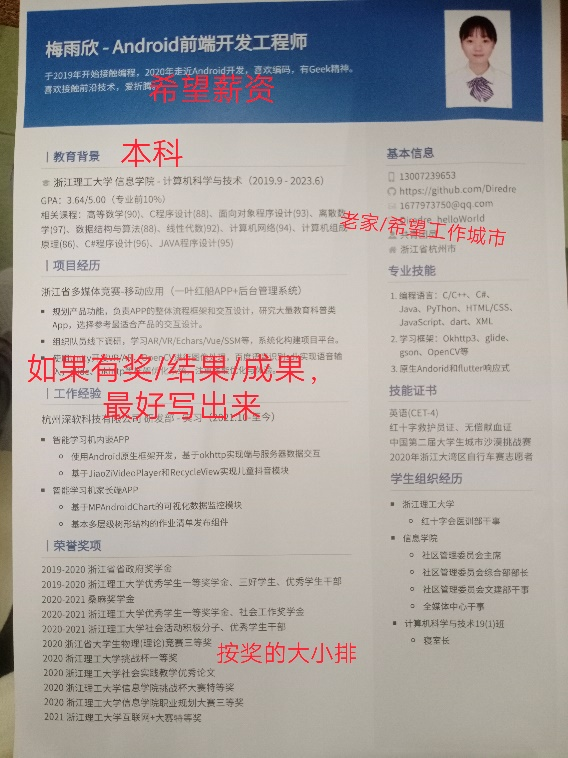 梅雨欣 - Android前端开发工程师
于2019年开始接触编程，2020年走近Android开发，喜欢编码，有Geek精神。
喜欢接触前沿技术，爱折腾
希望薪资
教育背景
本科
浙江理工大学 信息学院 - 计算机科学与技术（2019.9 - 2023.6）
GPA：3.64/5.00（专业前10%）
相关课程：高等数学(90)、C程序设计(88)、面向对象程序设计(93)、离散数
学(97)、数据结构与算法(88)、线性代数)92)、计算机网络(94)、计算机组成
原理(86)、C#程序设计(96)、JAVA程序设计(95)
项目经历
浙江省多媒体竞赛-移动应用（一叶红船APP+后台管理系统）
规划产品功能，负责APP的整体流程框架和交互设计，研究大量教育科普类
App，选择参考最适合产品的交互设计。
组织队员线下调研，学习AR/VR/Echars/Vue/SSM等，系统化构建项目平台。
如果有奖/结果/成果，
最好写出来
工作经验
杭州深软科技有限公司 研发部 - 实习（2021.10-至今）
智能学习机内嵌APP
使用Android原生框架开发，基于okhttp实现端与服务器数据交互
基于JiaoZiVideoPlayer和RecycleView实现儿童抖音模块
智能学习机家长端APP
基于MPAndroidChart的可视化数据监控模块
基本多层级树形结构的作业清单发布组件
荣誉奖项
2019-2020 浙江省省政府奖学金
2019-2020 浙江理工大学优秀学生一等奖学金、三好学生、优秀学生干部
2020-2021 桑麻奖学金
2020-2021 浙江理工大学优秀学生一等奖学金、社会工作奖学金
2020-2021 浙江理工大学社会活动积极分子、优秀学生干部
2020 浙江省大学生物理(理论)竞赛三等奖
2020 浙江理工大学挑战杯一等奖
2020 浙江理工大学社会实践教学优秀论文
2020 浙江理工大学信息学院挑战杯大赛特等奖
2020 浙江理工大学信息学院职业规划大赛三等奖
2021 浙江理工大学互联网+大赛特等奖
按奖的大小排
基本信息
13007239653
https://github.com/Diredre
1677973750@qq.com
Diredre_helloWorld
老家/希望工作城市
浙江省杭州市
专业技能
1. 编程语言：C/C++、C#、
Java、PyThon、HTML/CSS、
JavaScript、dart、XML
2. 学习框架：Okhttp3、glide、
gson、OpenCV等
3. 原生Andorid和flutter响应式
技能证书
英语(CET-4)
红十字救护员证、无偿献血证
中国第二届大学生城市沙漠挑战赛
2020年浙江大湾区自行车赛志愿者
学生组织经历
浙江理工大学
红十字会医训部干事
信息学院
社区管理委员会主席
社区管理委员会综合部部长
社区管理委员会文建部干事
全媒体中心干事
计算机科学与技术19(1)班
寝室长